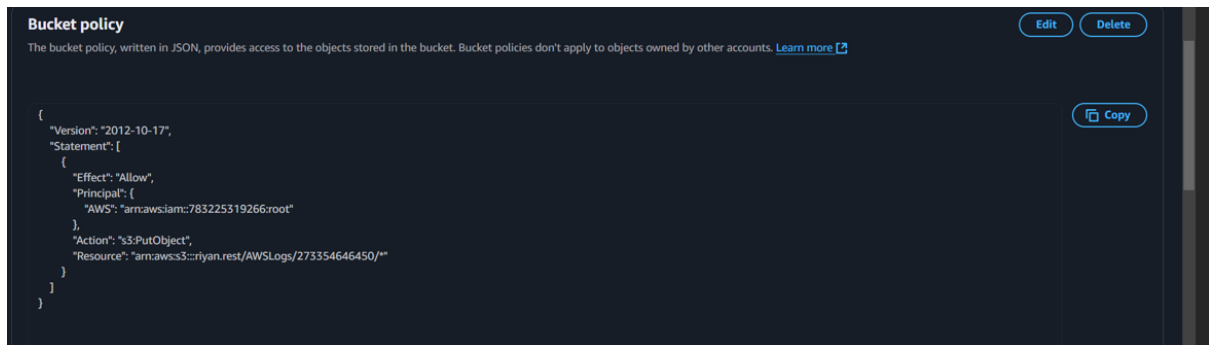 Bucket policy
Edit
Delete
The bucket policy, written in JSON, provides access to the objects stored in the bucket. Bucket policies don't apply to objects owned by other accounts. Learn more
Copy
{
"Version": "2012-10-17",
"Statement": [
{
"Effect": "Allow",
"Principal": {
"AWS": "arn:aws:iam::783225319266:root"
},
"Action": "s3:PutObject",
"Resource": "arn:aws:s3:::riyan.rest/AWSLogs/273354646450/*"
}
]
}